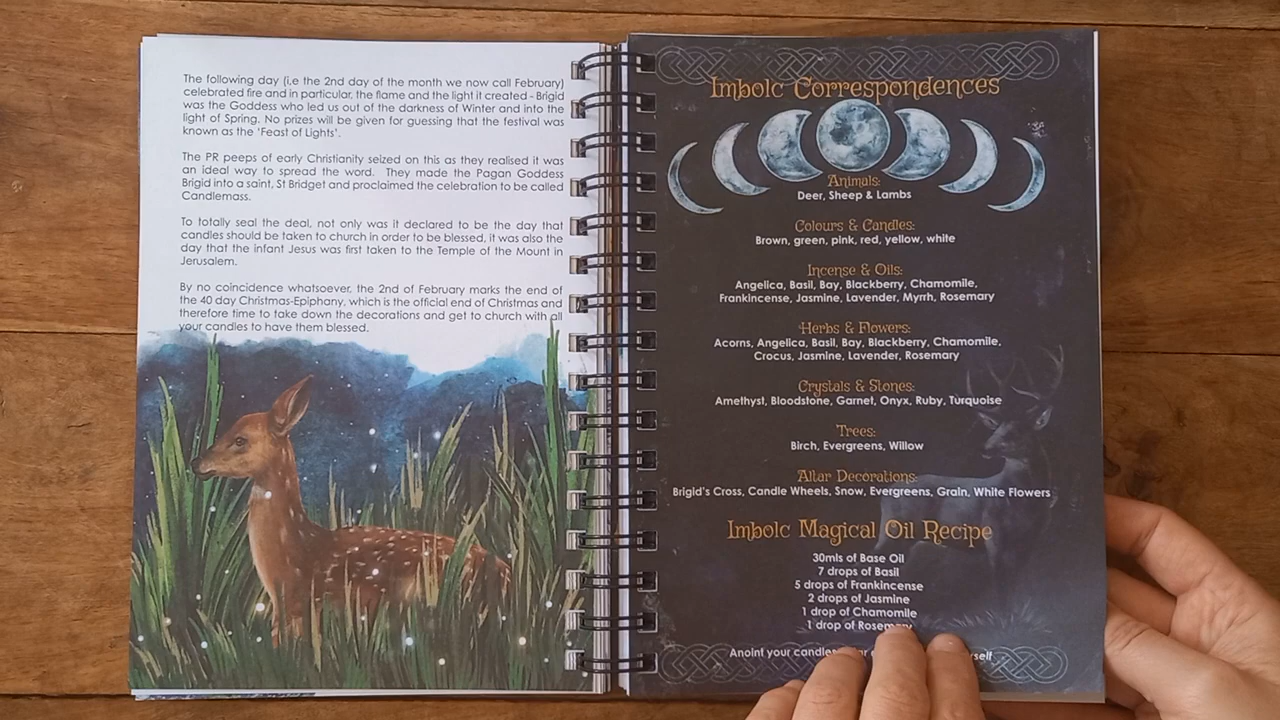 The following day (i.e the 2nd day of the month we now call February)
celebrated fire and in particular, the flame and the light it created - Brigid
was the Goddess who led us out of the darkness of Winter and into the
light of Spring. No prizes will be given for guessing that the festival was
known as the 'Feast of Lights'.
The PR peeps of early Christianity seized on this as they realised it was
an ideal way to spread the word. They made the Pagan Goddess
Brigid into a saint, St Bridget and proclaimed the celebration to be called
Candlemass.
To totally seal the deal, not only was it declared to be the day that
candles should be taken to church in order to be blessed, it was also the
day that the infant Jesus was first taken to the Temple of the Mount in
Jerusalem.
By no coincidence whatsoever, the 2nd of February marks the end of
the 40 day Christmas-Epiphany, which is the official end of Christmas and
therefore time to take down the decorations and get to church with all
your candles to have them blessed.
Imbolc Correspondences
Animals:
Deer, Sheep & Lambs
Colours & Candles:
Brown, green, pink, red, yellow, white
Incense & Oils:
Angelica, Basil, Bay, Blackberry, Chamomile,
Frankincense, Jasmine, Lavender, Myrrh, Rosemary
Herbs & Flowers:
Acorns, Angelica, Basil, Bay, Blackberry, Chamomile,
Crocus, Jasmine, Lavender, Rosemary
Crystals & Stones:
Amethyst, Bloodstone, Garnet, Onyx, Ruby, Turquoise
Trees:
Birch, Evergreens, Willow
Altar Decorations:
Brigid's Cross, Candle Wheels, Snow, Evergreens, Grain, White Flowers
Imbolc Magical Oil Recipe
30mls of Base Oil
7 drops of Basil
5 drops of Frankincense
2 drops of Jasmine
1 drop of Chamomile
1 drop of Rosemary
Anoint your